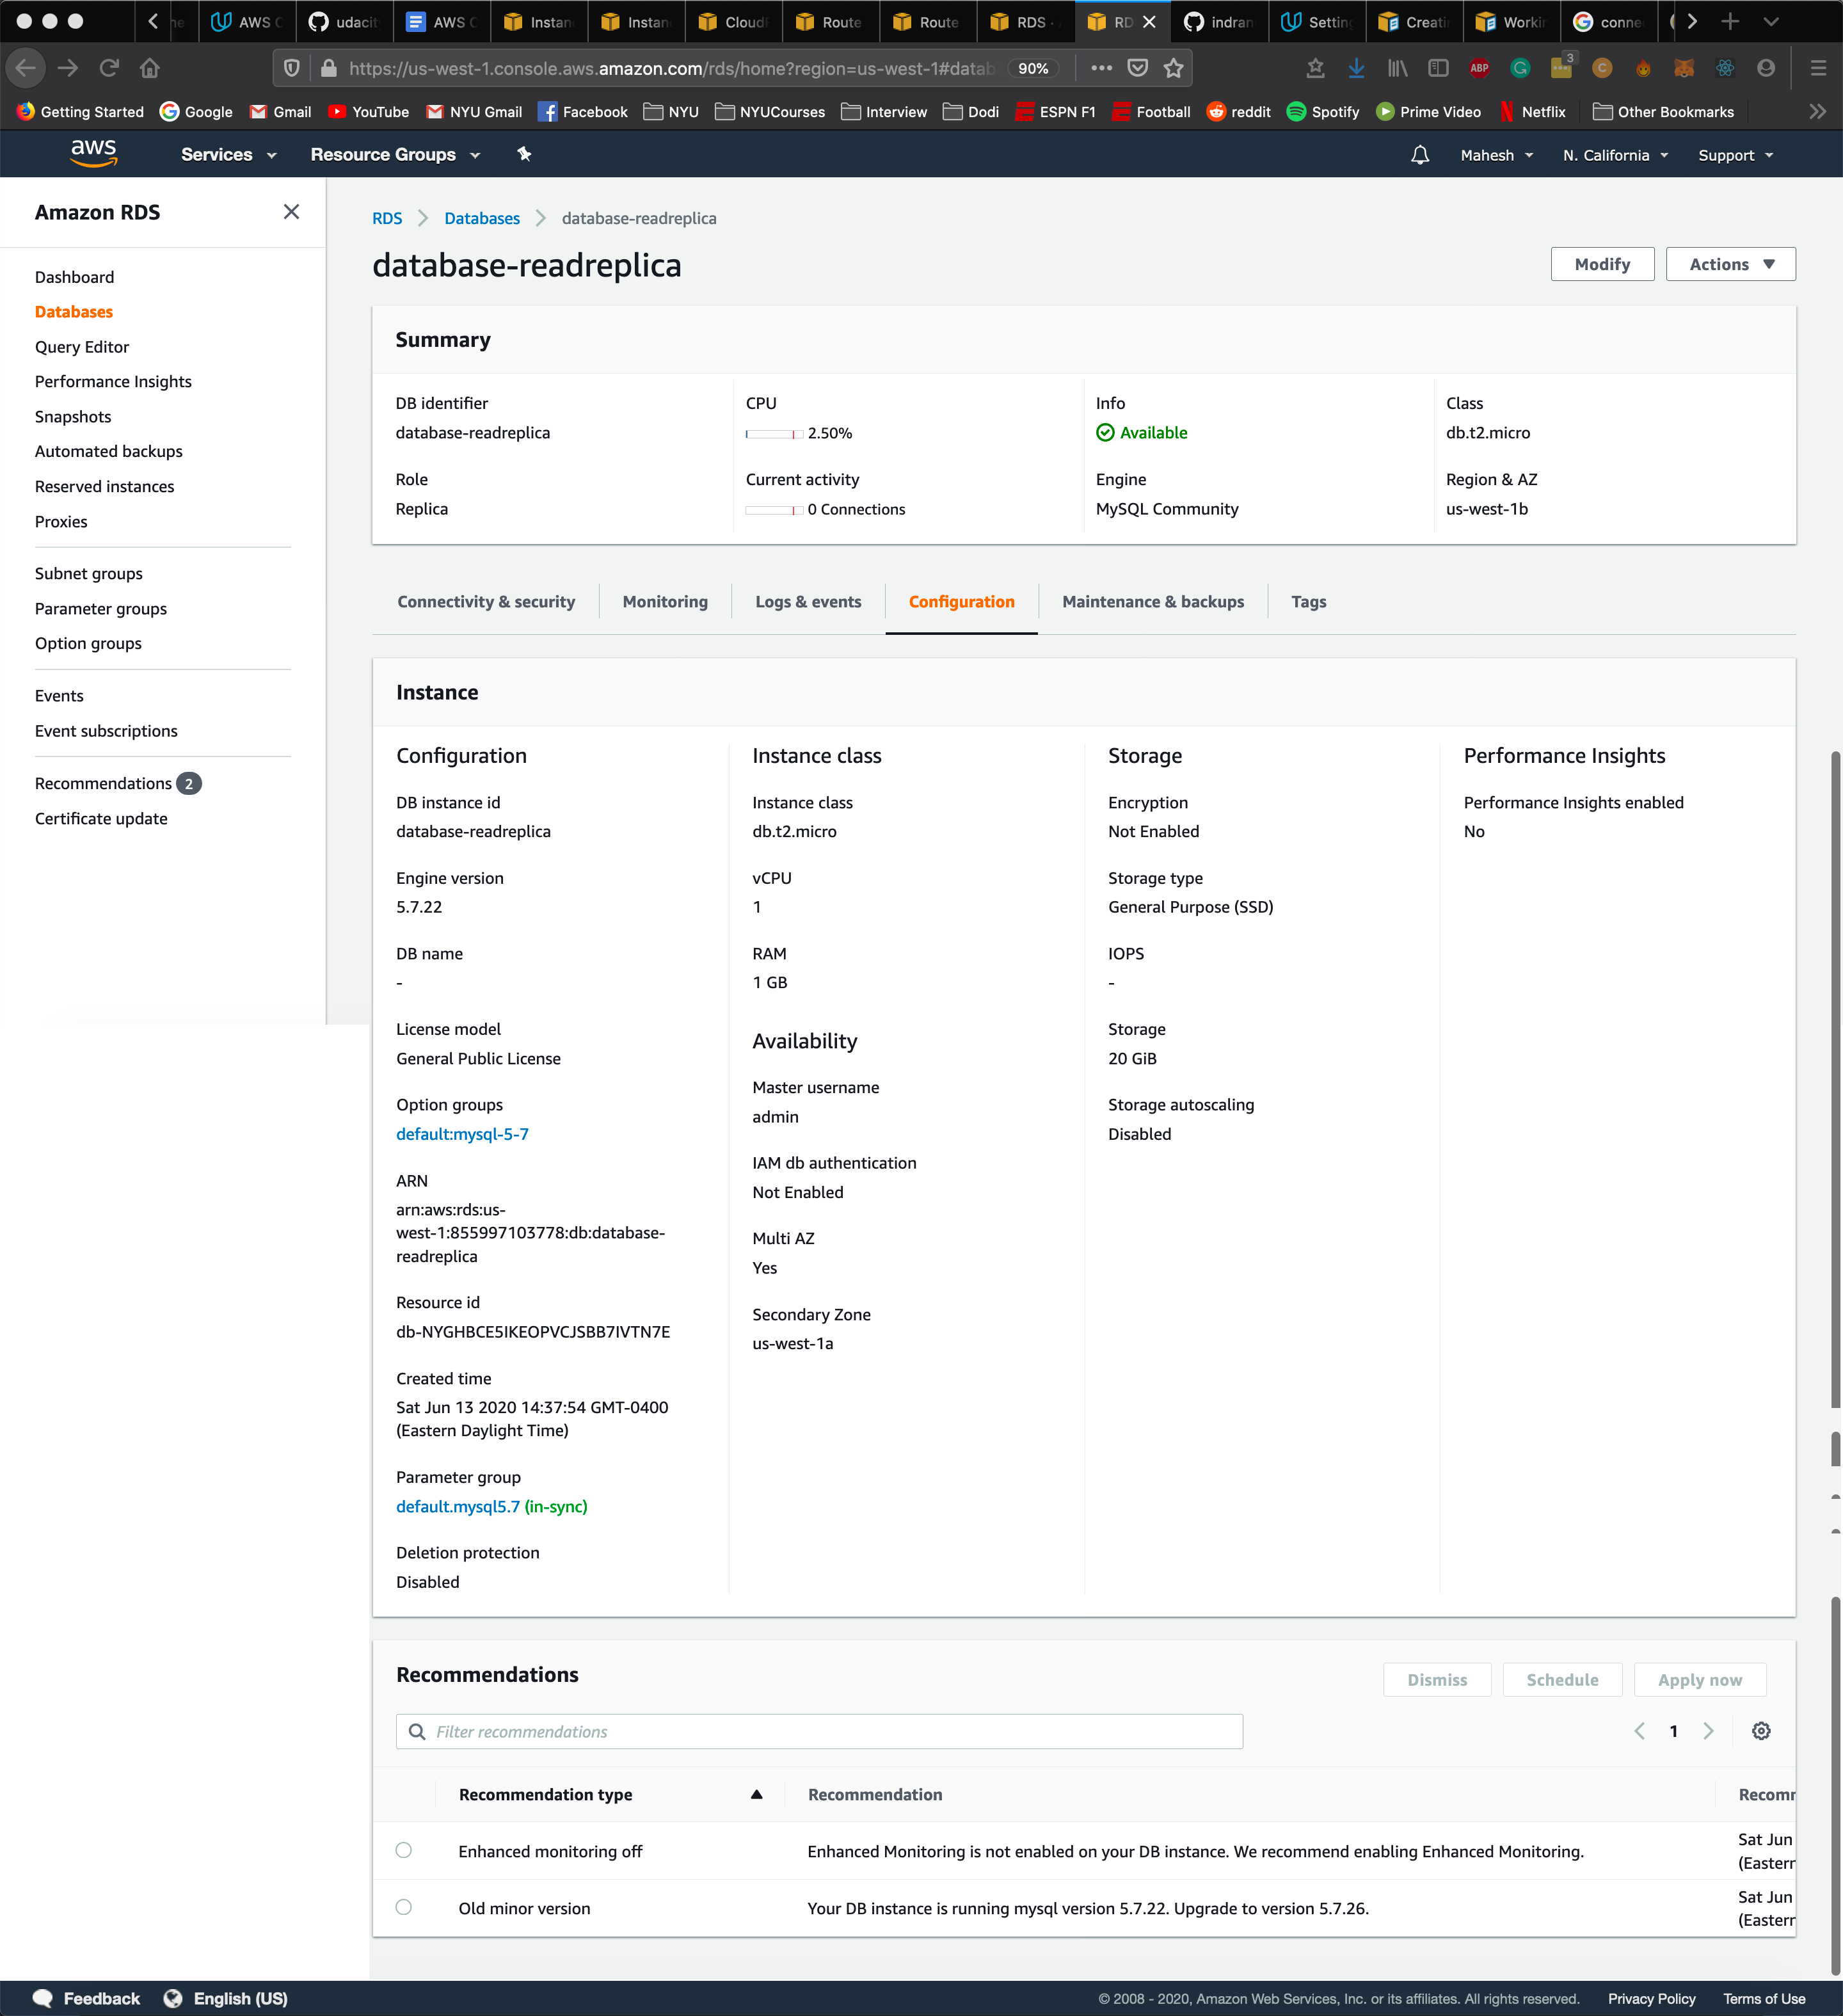 AWS C
udacit
AWS C
Instan
Instan
CloudF
Route
Route
RDS ·
RD
indran
Setting
Creatin
Workin
conne
https://us-west-1.console.aws.amazon.com/rds/home?region=us-west-1#datab
90%
ABP
3
Getting Started
Google
Gmail
YouTube
NYU Gmail
Facebook
NYU
NYUCourses
Interview
Dodi
ESPN F1
Football
reddit
Spotify
Prime Video
Netflix
Other Bookmarks
aws
Services
Resource Groups
Mahesh
N. California
Support
Amazon RDS
Dashboard
Databases
Query Editor
Performance Insights
Snapshots
Automated backups
Reserved instances
Proxies
Subnet groups
Parameter groups
Option groups
Events
Event subscriptions
Recommendations 2
Certificate update
RDS
Databases
database-readreplica
database-readreplica
Modify
Actions
Summary
DB identifier
database-readreplica
CPU
2.50%
Info
Available
Class
db.t2.micro
Role
Replica
Current activity
0 Connections
Engine
MySQL Community
Region & AZ
us-west-1b
Connectivity & security
Monitoring
Logs & events
Configuration
Maintenance & backups
Tags
Instance
Configuration
DB instance id
database-readreplica
Engine version
5.7.22
DB name
-
License model
General Public License
Option groups
default:mysql-5-7
ARN
arn:aws:rds:us-
west-1:855997103778:db:database-
readreplica
Resource id
db-NYGHBCE5IKEOPVCJSBB7IVTN7E
Created time
Sat Jun 13 2020 14:37:54 GMT-0400
(Eastern Daylight Time)
Parameter group
default.mysql5.7 (in-sync)
Deletion protection
Disabled
Instance class
Instance class
db.t2.micro
vCPU
1
RAM
1 GB
Availability
Master username
admin
IAM db authentication
Not Enabled
Multi AZ
Yes
Secondary Zone
us-west-1a
Storage
Encryption
Not Enabled
Storage type
General Purpose (SSD)
IOPS
-
Storage
20 GiB
Storage autoscaling
Disabled
Performance Insights
Performance Insights enabled
No
Recommendations
Dismiss
Schedule
Apply now
Filter recommendations
1
Recommendation type
Recommendation
Recomm
Enhanced monitoring off
Enhanced Monitoring is not enabled on your DB instance. We recommend enabling Enhanced Monitoring.
Sat Jun
(Eastern
Old minor version
Your DB instance is running mysql version 5.7.22. Upgrade to version 5.7.26.
Sat Jun
(Eastern
Feedback
English (US)
© 2008 - 2020, Amazon Web Services, Inc. or its affiliates. All rights reserved.
Privacy Policy
Terms of Use